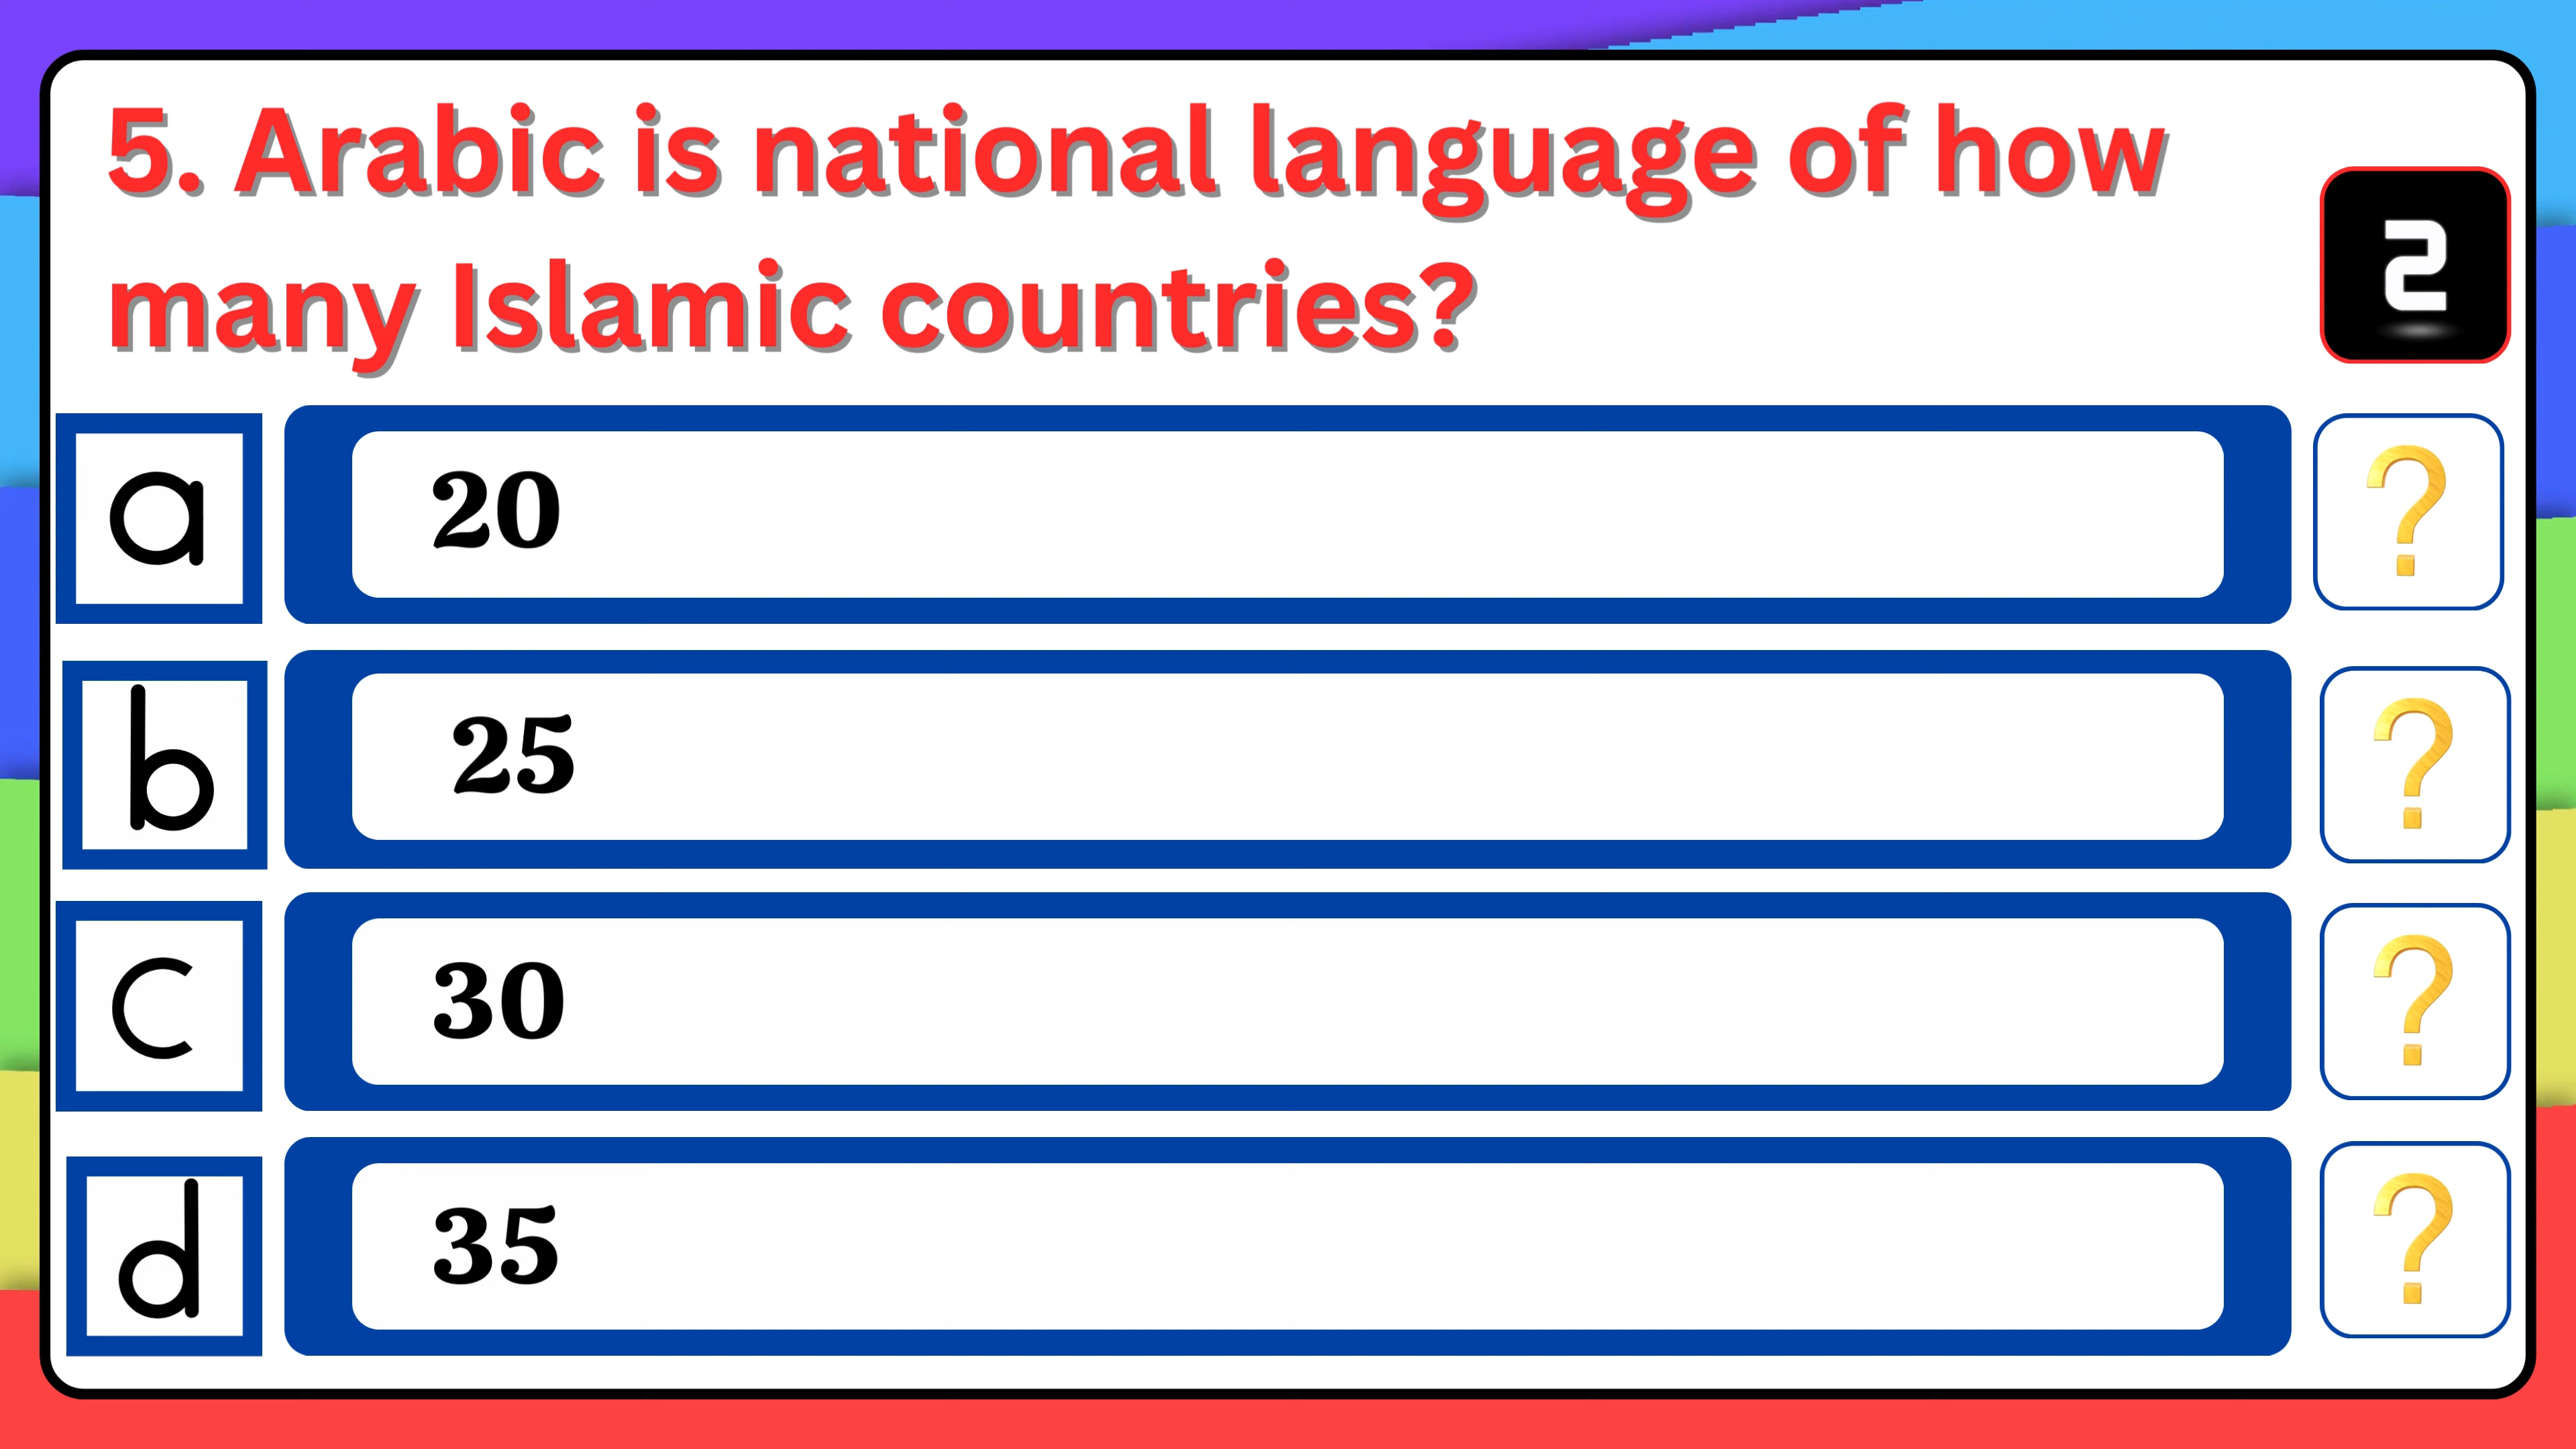 5. Arabic is national language of how
many Islamic countries?
2
a
20
?
b
25
?
c
30
?
d
35
?